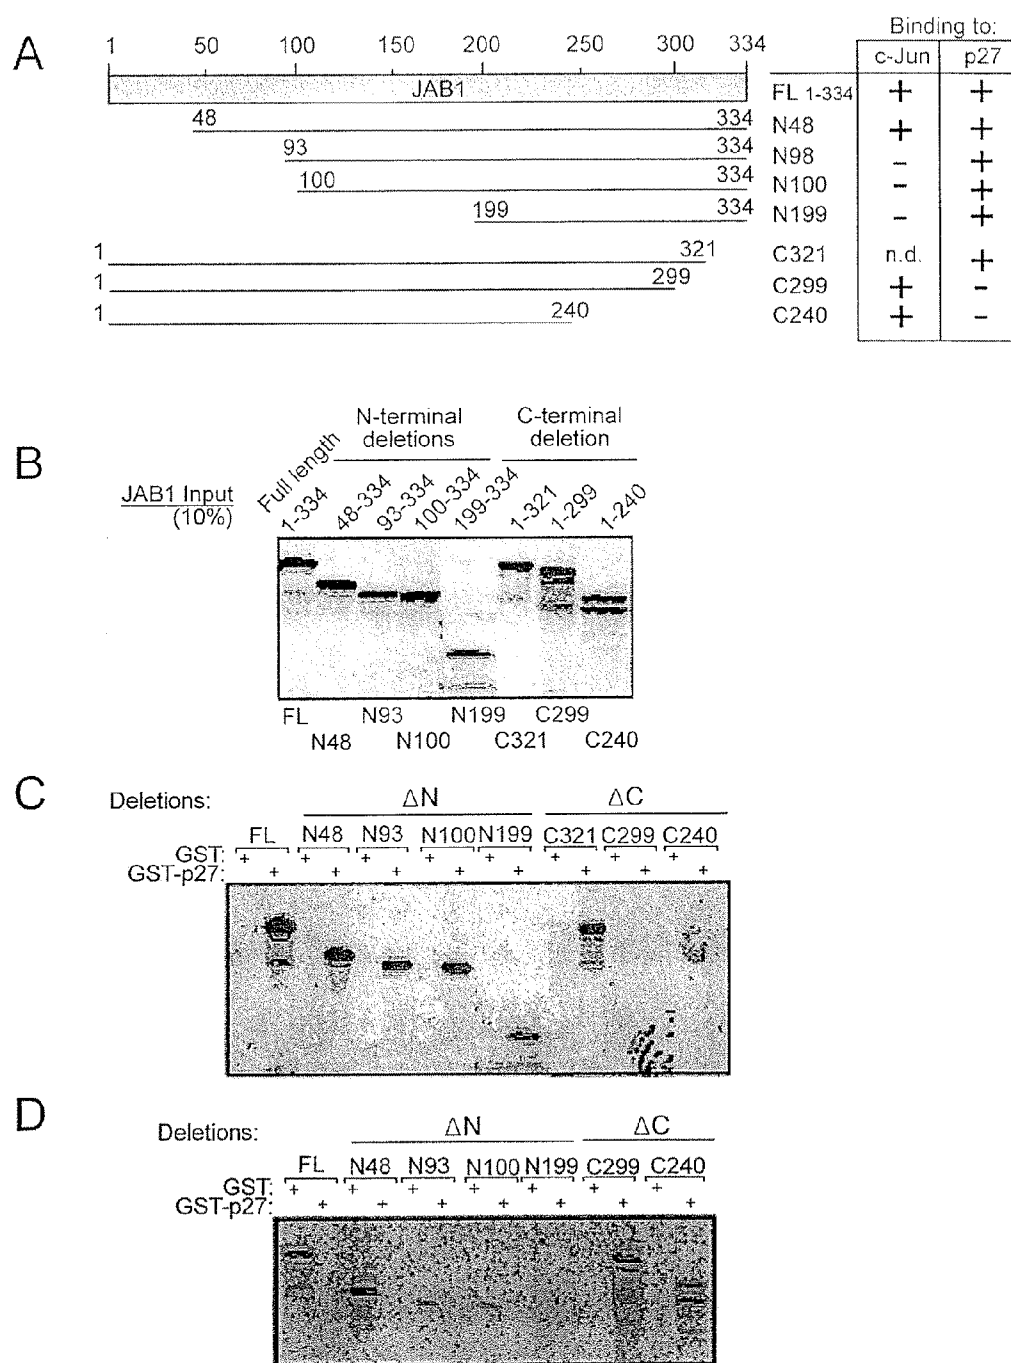 A
Binding to:
1 50 100 150 200 250 300 334
c-Jun p27
JAB1
FL 1-334 + +
48 334 N48 + +
93 334 N98 - +
100 334 N100 - +
199 334 N199 - +
1 321 C321 n.d. +
1 299 C299 + -
1 240 C240 + -
B
N-terminal deletions
C-terminal deletion
JAB1 Input
(10%)
Full length
1-334 48-334 93-334 100-334 199-334 1-321 1-299 1-240
FL N93 N199 C299
N48 N100 C321 C240
C
Deletions: ΔN ΔC
FL N48 N93 N100 N199 C321 C299 C240
GST: + + + + + + + +
GST-p27: + + + + + + + +
D
Deletions: ΔN ΔC
FL N48 N93 N100 N199 C299 C240
GST: + + + + + + +
GST-p27: + + + + + + +